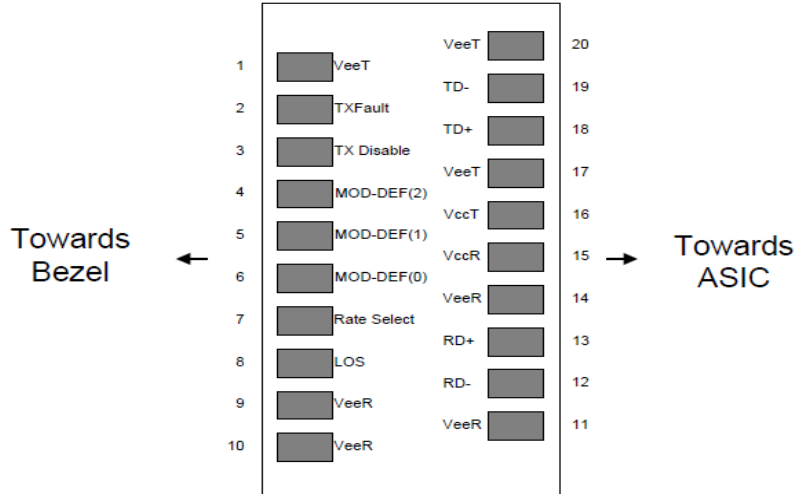 VeeT 20
1 VeeT
TD- 19
2 TXFault
TD+ 18
3 TX Disable
VeeT 17
4 MOD-DEF(2)
VccT 16
5 MOD-DEF(1)
Towards
Bezel
VccR 15
Towards
ASIC
6 MOD-DEF(0)
VeeR 14
7 Rate Select
RD+ 13
8 LOS
RD- 12
9 VeeR
VeeR 11
10 VeeR